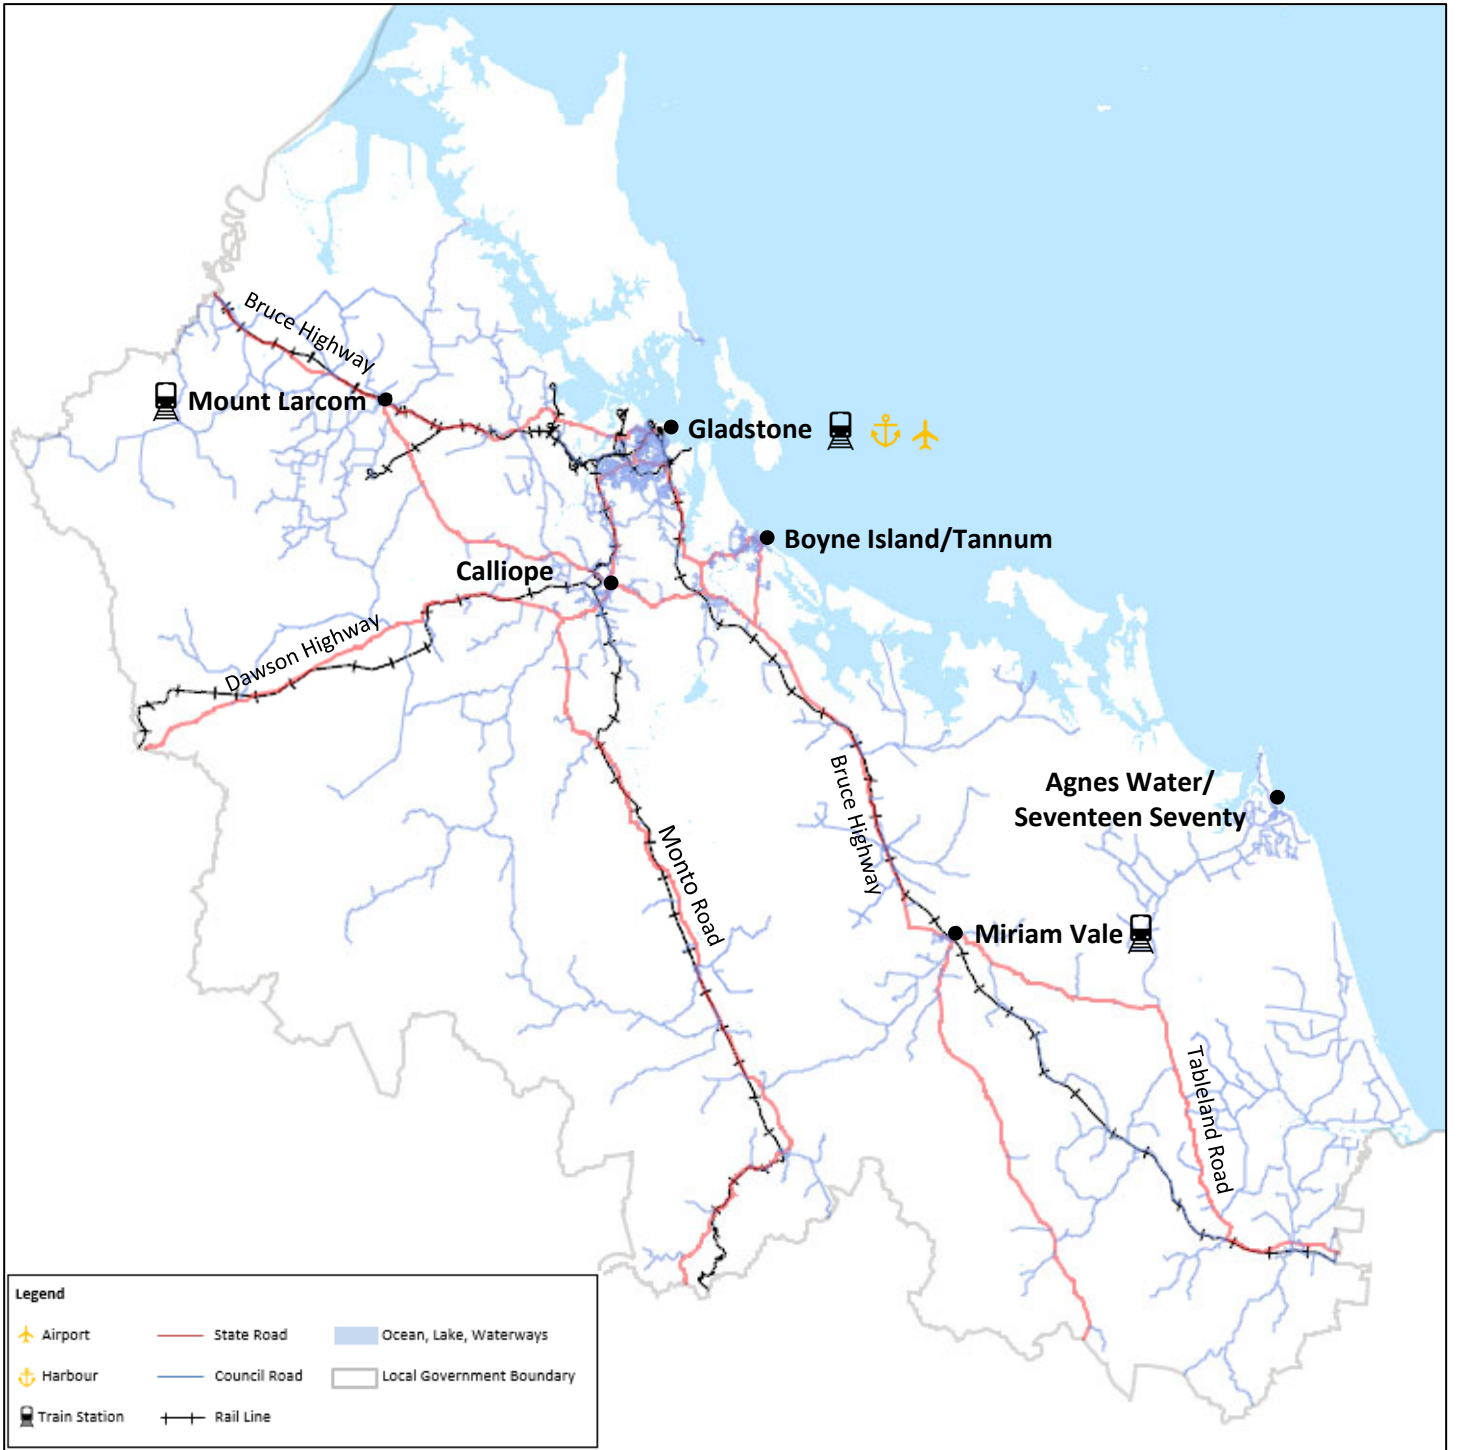 Bruce Highway
Mount Larcom
Gladstone
Boyne Island/Tannum
Calliope
Dawson Highway
Agnes Water/
Seventeen Seventy
Bruce Highway
Monto Road
Miriam Vale
Tableland Road
Legend
Airport
State Road
Ocean, Lake, Waterways
Harbour
Council Road
Local Government Boundary
Train Station
Rail Line